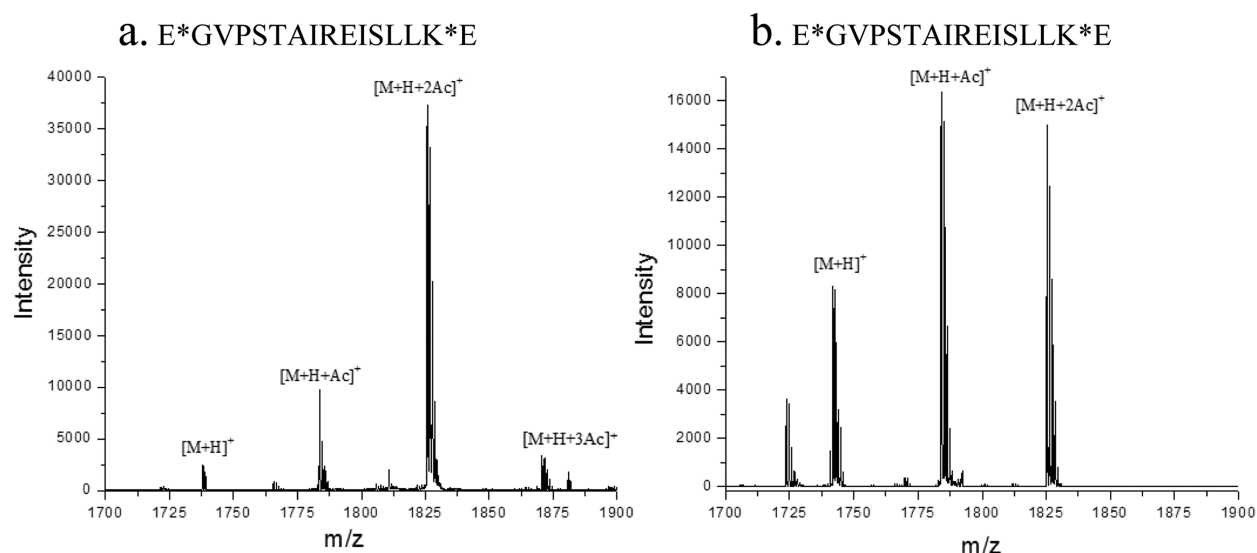 a. E*GVPSTAIREISLLK*E
40000
35000
30000
25000
20000
15000
10000
5000
0
Intensity
[M+H]⁺
[M+H+Ac]⁺
[M+H+2Ac]⁺
[M+H+3Ac]⁺
1700 1725 1750 1775 1800 1825 1850 1875 1900
m/z
b. E*GVPSTAIREISLLK*E
16000
14000
12000
10000
8000
6000
4000
2000
0
Intensity
[M+H]⁺
[M+H+Ac]⁺
[M+H+2Ac]⁺
1700 1725 1750 1775 1800 1825 1850 1875 1900
m/z